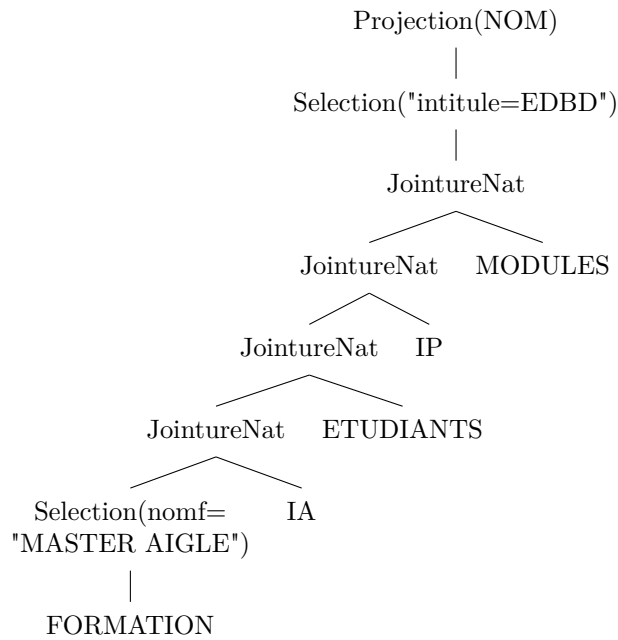 Projection(NOM)
Selection("intitule=EDBD")
JointureNat
JointureNat MODULES
JointureNat IP
JointureNat ETUDIANTS
Selection(nomf= IA
"MASTER AIGLE")
FORMATION